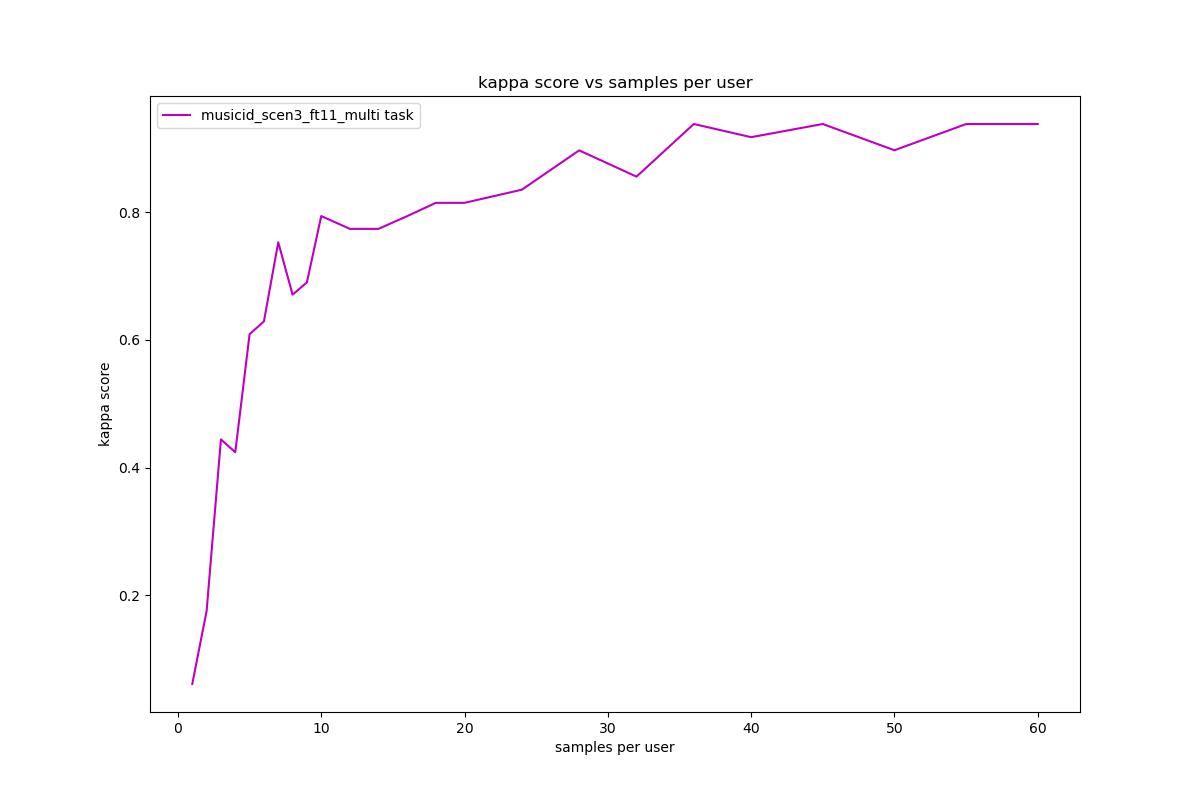 kappa score vs samples per user
musicid_scen3_ft11_multi task
kappa score
0.8
0.6
0.4
0.2
0 10 20 30 40 50 60
samples per user